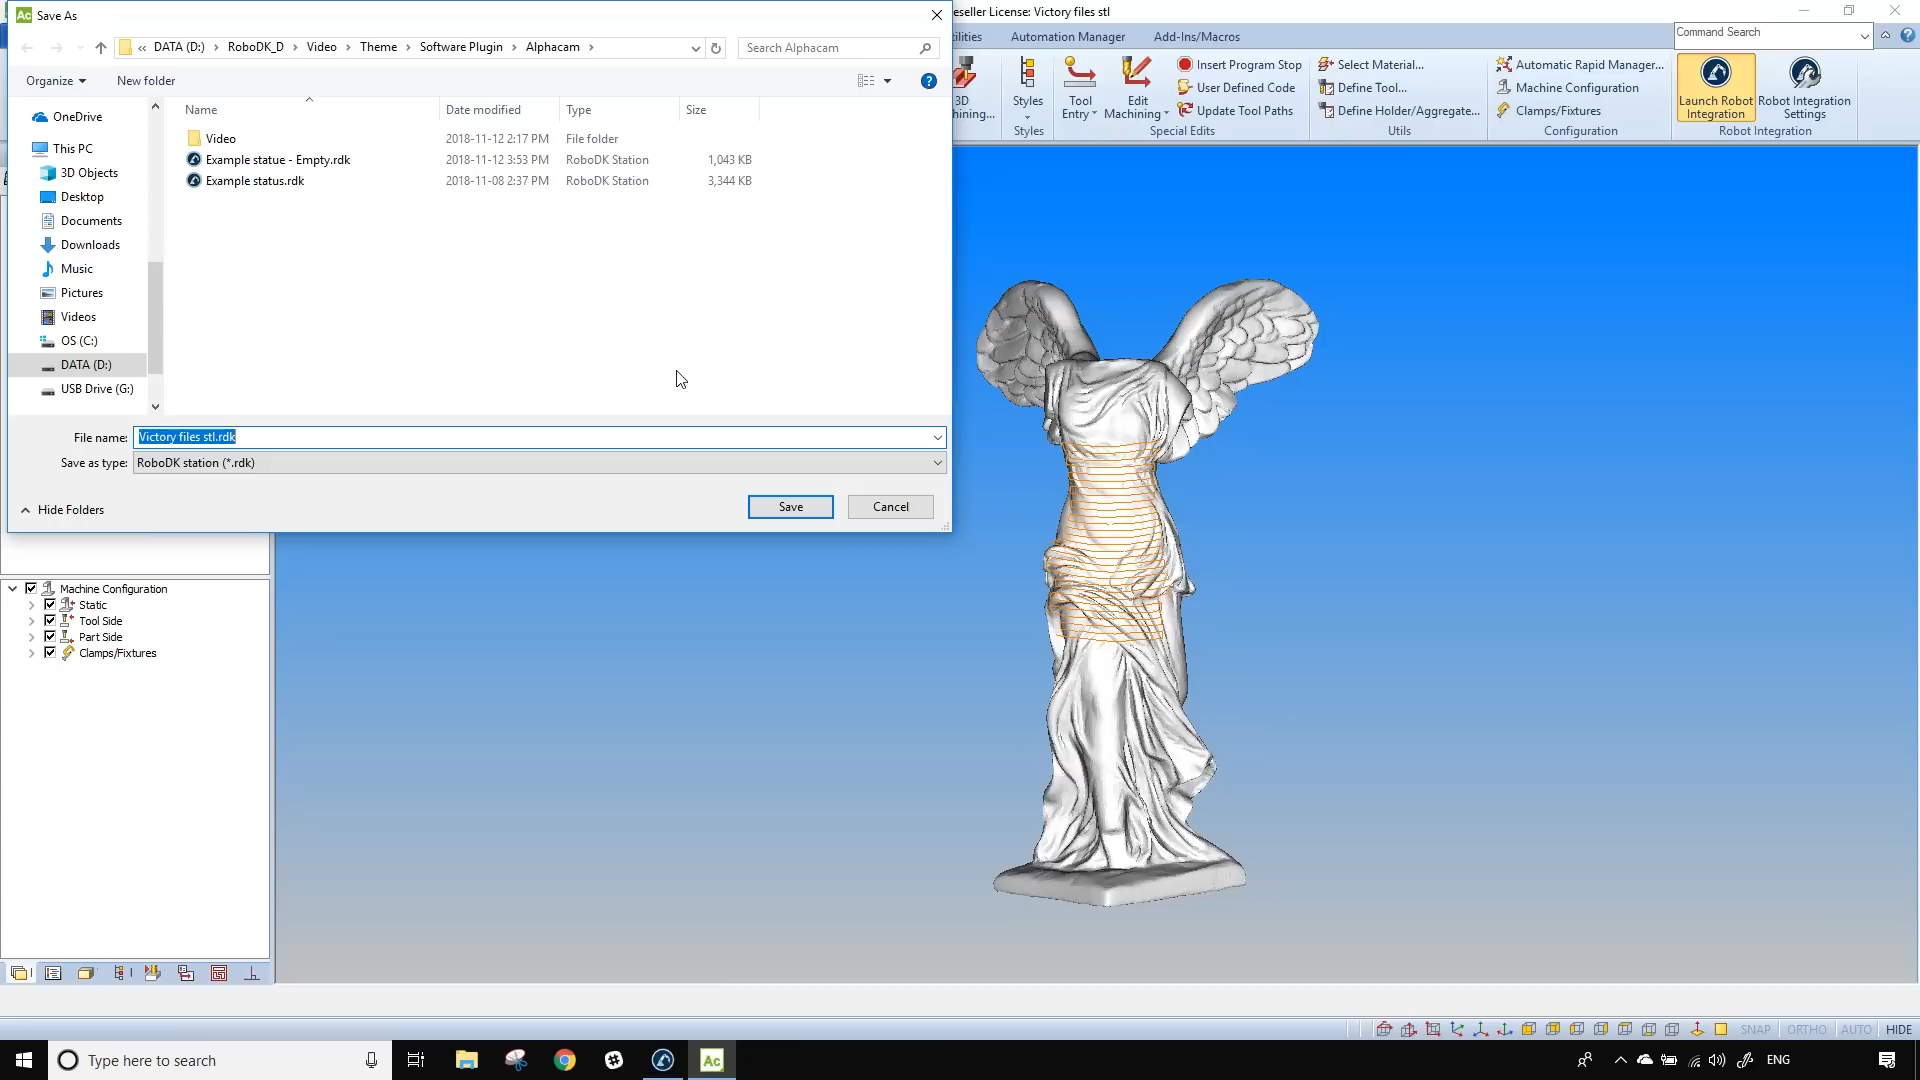 Save As
eseller License: Victory files stl
« DATA (D:) › RoboDK_D › Video › Theme › Software Plugin › Alphacam ›
Search Alphacam
Organize
New folder
Name
Date modified
Type
Size
Video
2018-11-12 2:17 PM
File folder
Example statue - Empty.rdk
2018-11-12 3:53 PM
RoboDK Station
1,043 KB
Example status.rdk
2018-11-08 2:37 PM
RoboDK Station
3,344 KB
OneDrive
This PC
3D Objects
Desktop
Documents
Downloads
Music
Pictures
Videos
OS (C:)
DATA (D:)
USB Drive (G:)
File name: Victory files stl.rdk
Save as type: RoboDK station (*.rdk)
Hide Folders
Save
Cancel
ilities
Automation Manager
Add-Ins/Macros
Command Search
3D
hining...
Styles
Styles
Tool
Entry
Edit
Machining
Insert Program Stop
User Defined Code
Update Tool Paths
Special Edits
Select Material...
Define Tool...
Define Holder/Aggregate...
Utils
Automatic Rapid Manager...
Machine Configuration
Clamps/Fixtures
Configuration
Launch Robot
Integration
Robot Integration
Settings
Robot Integration
Machine Configuration
Static
Tool Side
Part Side
Clamps/Fixtures
SNAP
ORTHO
AUTO
HIDE
Type here to search
Ac
ENG